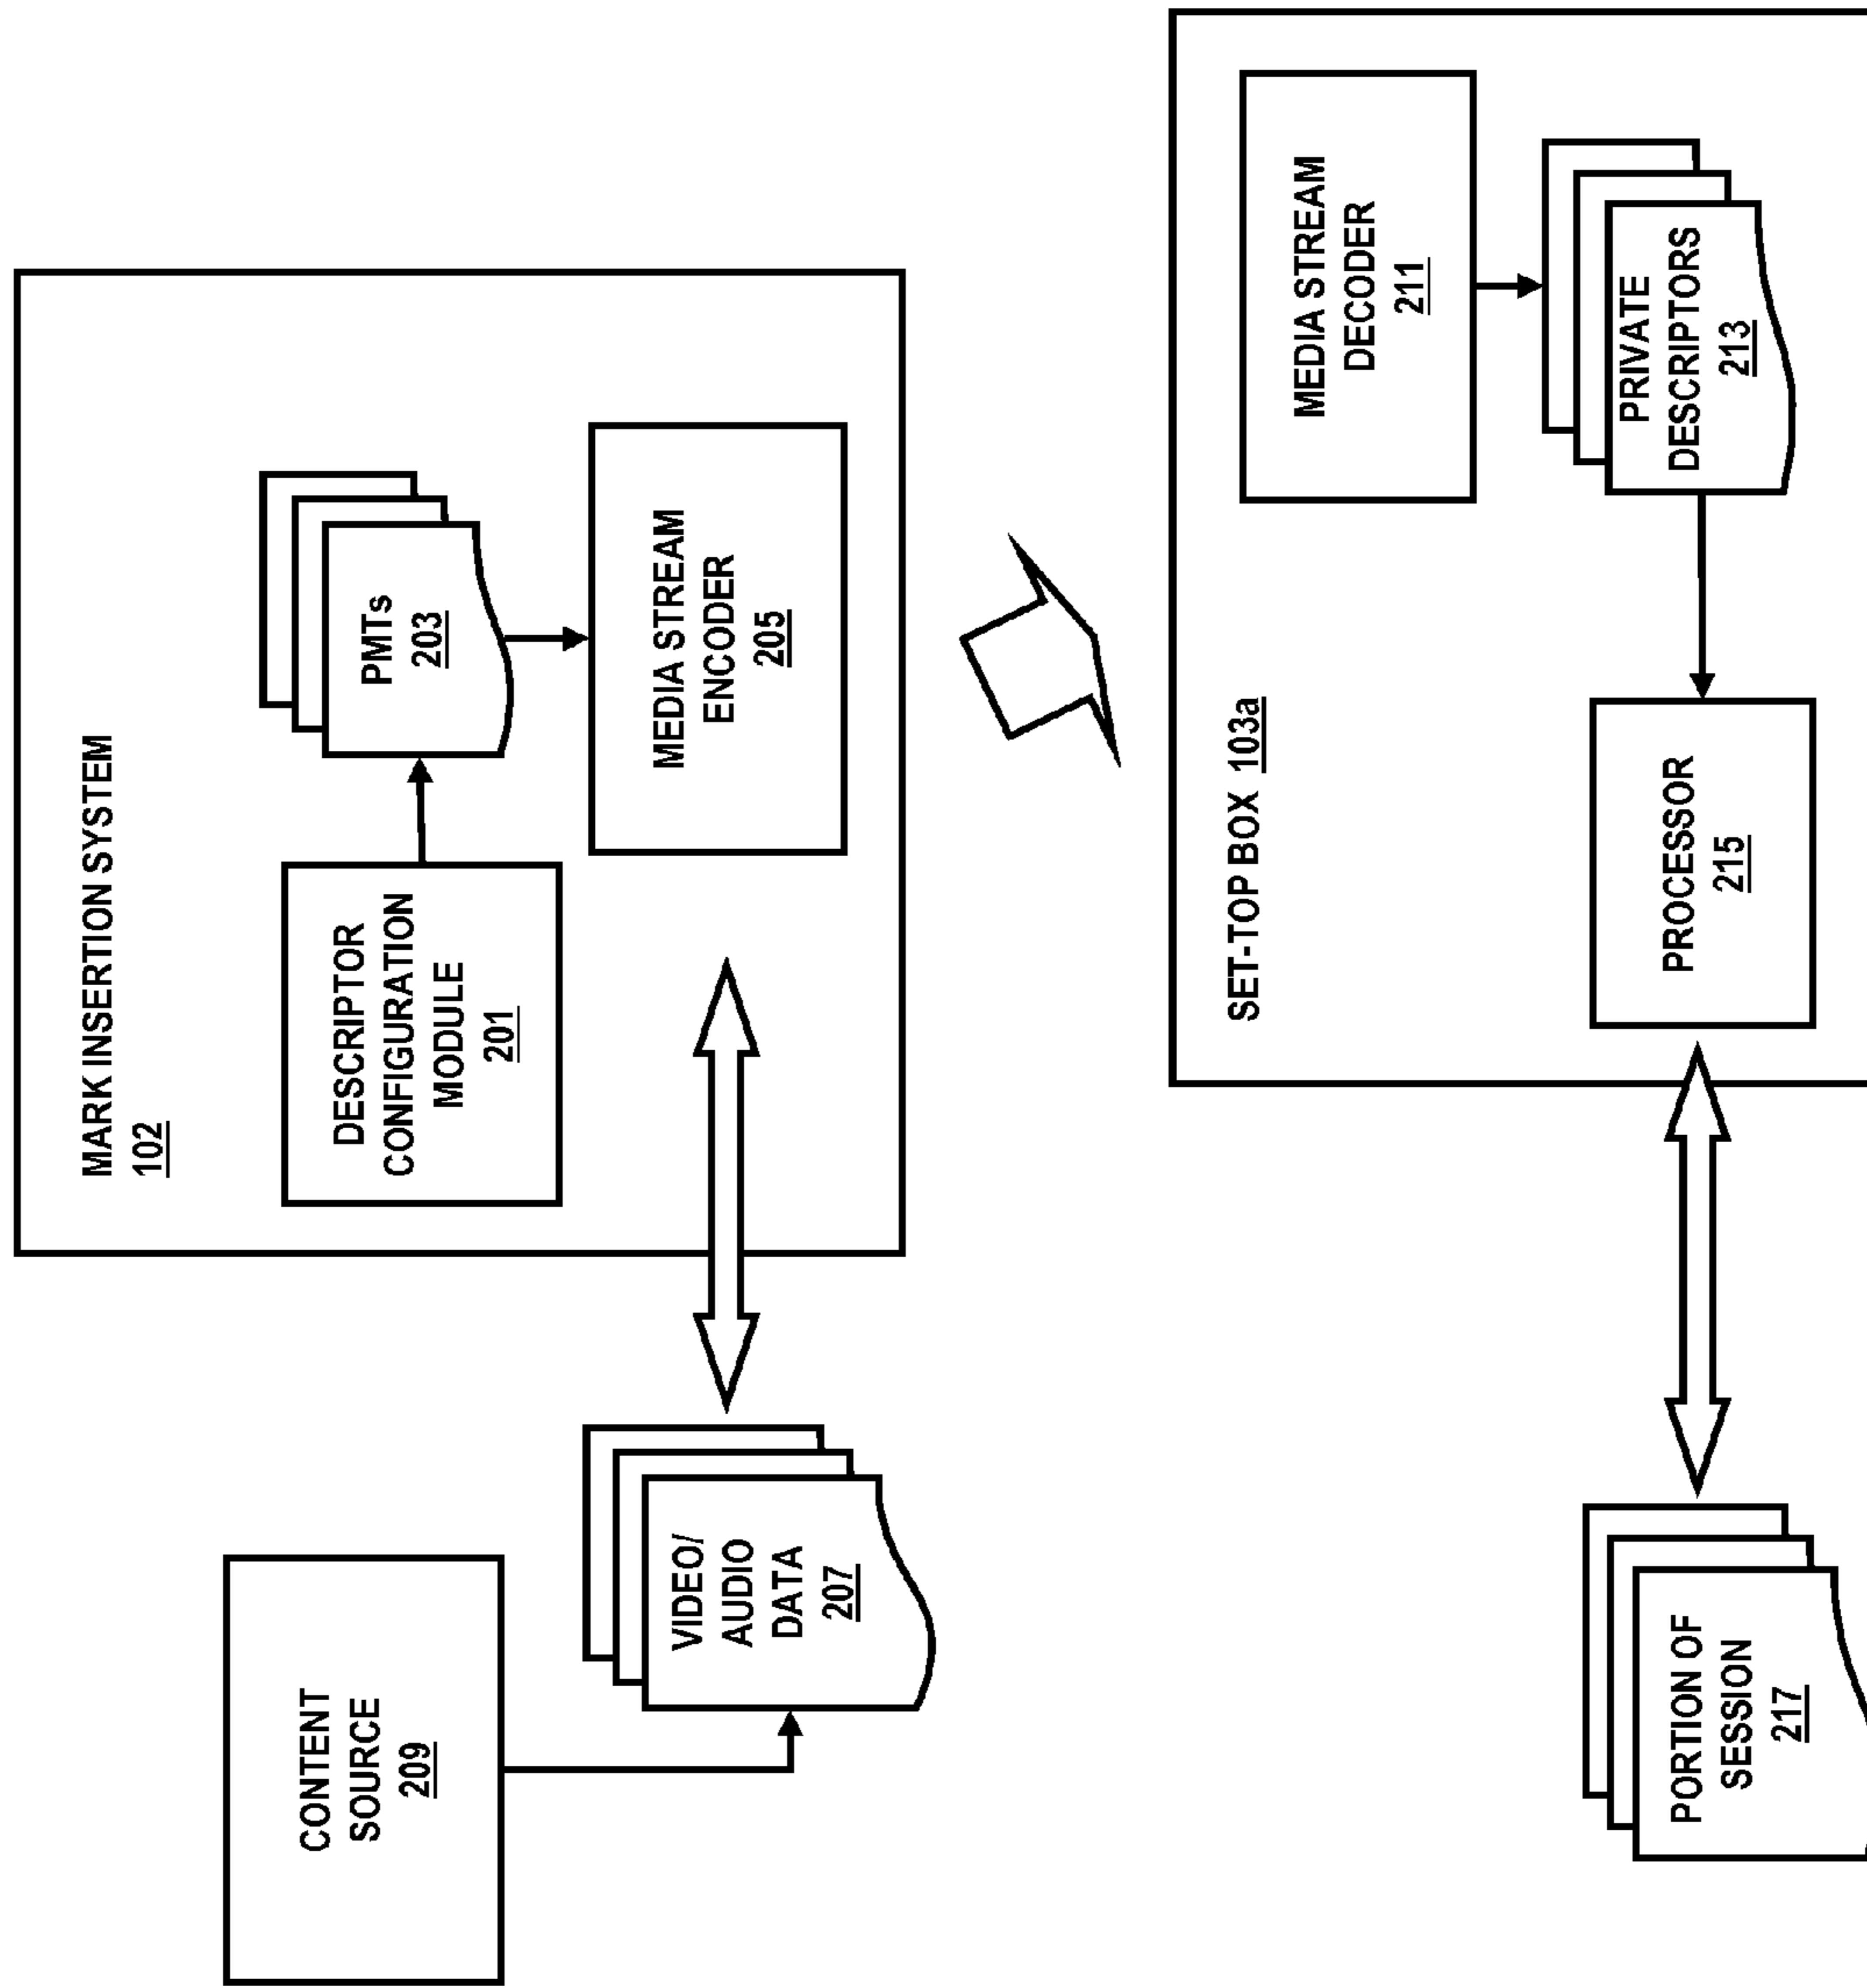 MARK INSERTION SYSTEM
102
CONTENT
SOURCE
209
DESCRIPTOR
CONFIGURATION
MODULE
201
PMTs
203
VIDEO/
AUDIO
DATA
207
MEDIA STREAM
ENCODER
205
SET-TOP BOX 103a
MEDIA STREAM
DECODER
211
PORTION OF
SESSION
217
PROCESSOR
215
PRIVATE
DESCRIPTORS
213